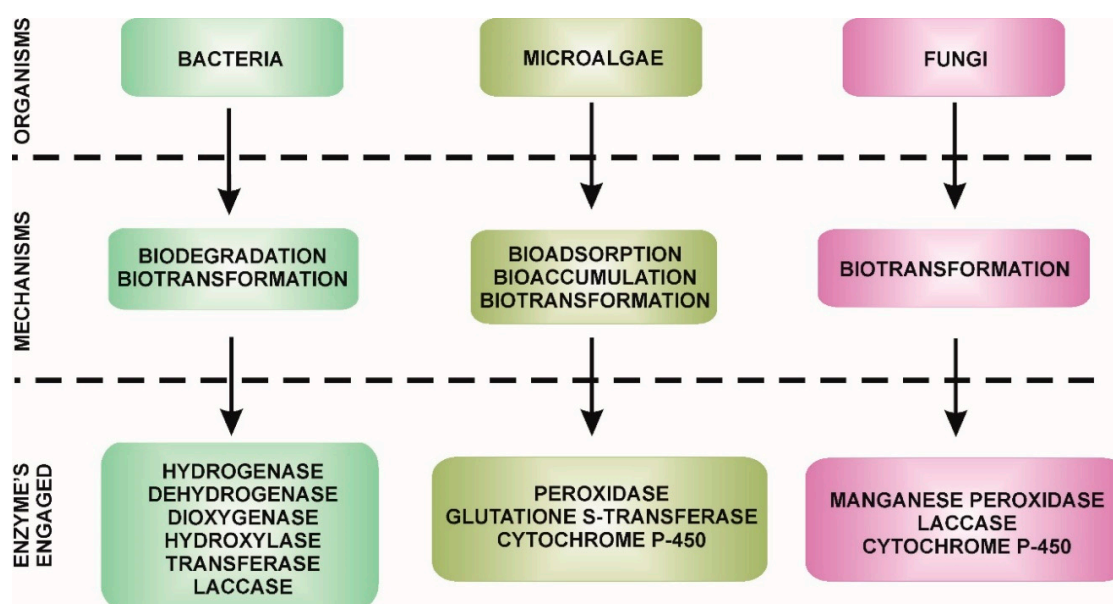 ORGANISMS
BACTERIA
MICROALGAE
FUNGI
MECHANISMS
BIODEGRADATION
BIOTRANSFORMATION
BIOADSORPTION
BIOACCUMULATION
BIOTRANSFORMATION
BIOTRANSFORMATION
ENZYME'S
ENGAGED
HYDROGENASE
DEHYDROGENASE
DIOXYGENASE
HYDROXYLASE
TRANSFERASE
LACCASE
PEROXIDASE
GLUTATIONE S-TRANSFERASE
CYTOCHROME P-450
MANGANESE PEROXIDASE
LACCASE
CYTOCHROME P-450